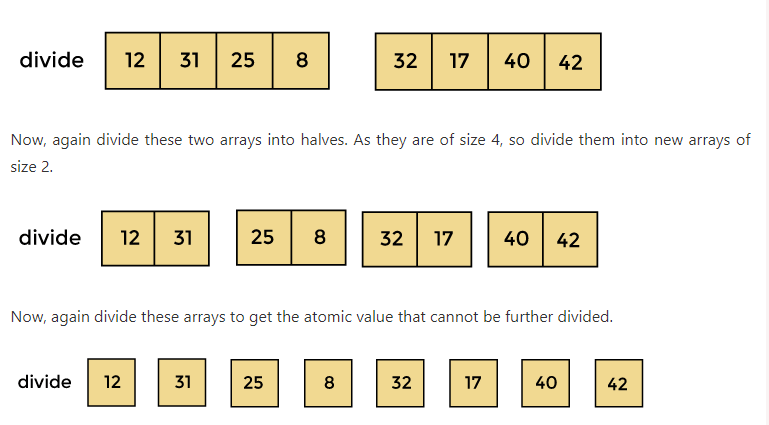 divide 12 31 25 8 32 17 40 42
Now, again divide these two arrays into halves. As they are of size 4, so divide them into new arrays of
size 2.
divide 12 31 25 8 32 17 40 42
Now, again divide these arrays to get the atomic value that cannot be further divided.
divide 12 31 25 8 32 17 40 42